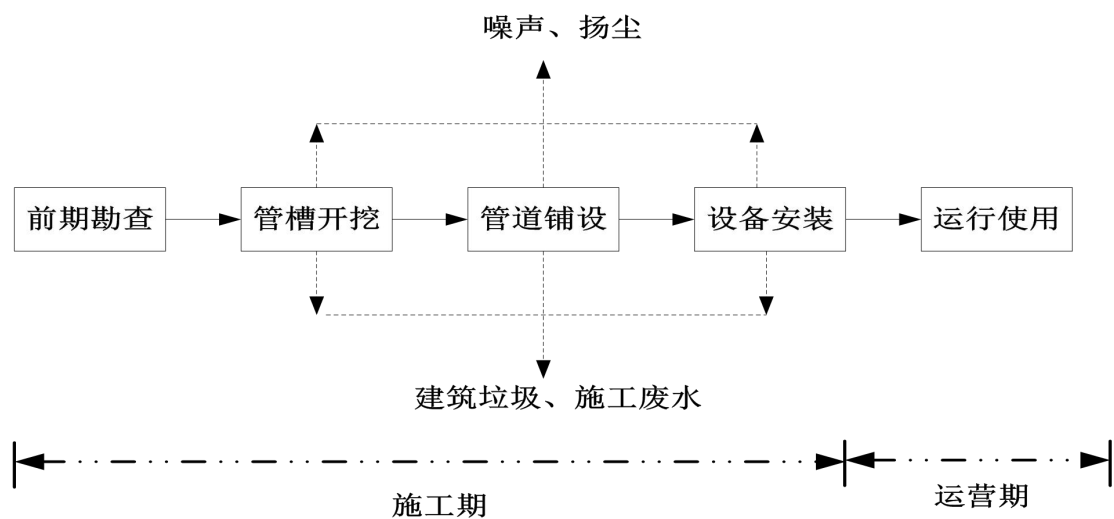 噪声、扬尘
前期勘查
管槽开挖
管道铺设
设备安装
运行使用
建筑垃圾、施工废水
施工期
运营期